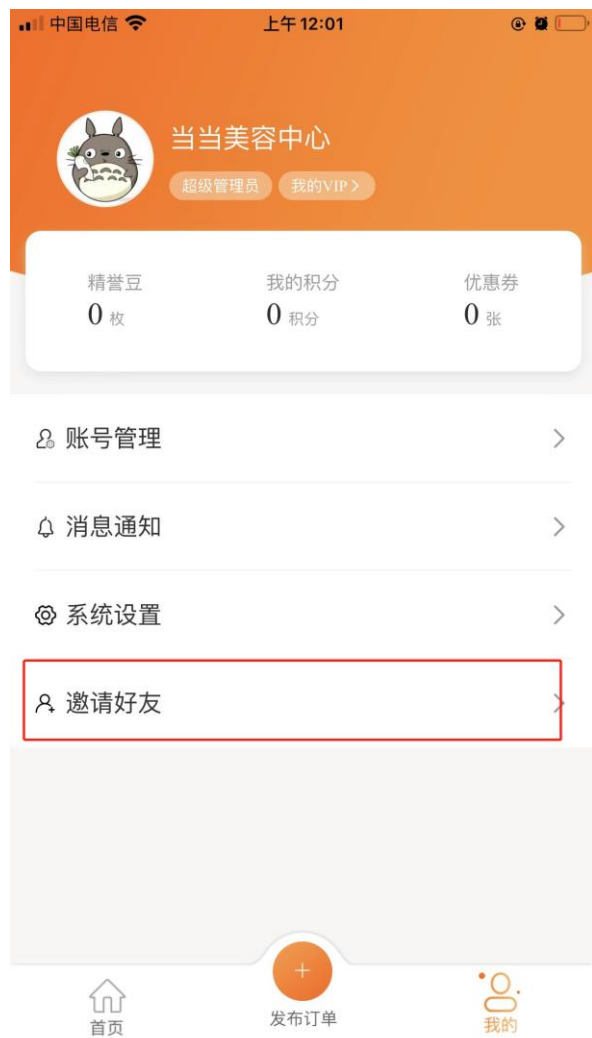 中国电信 上午12:01
当当美容中心
超级管理员 我的VIP >
精誉豆 我的积分 优惠券
0 枚 0 积分 0 张
账号管理
消息通知
系统设置
邀请好友
+
首页 发布订单 我的